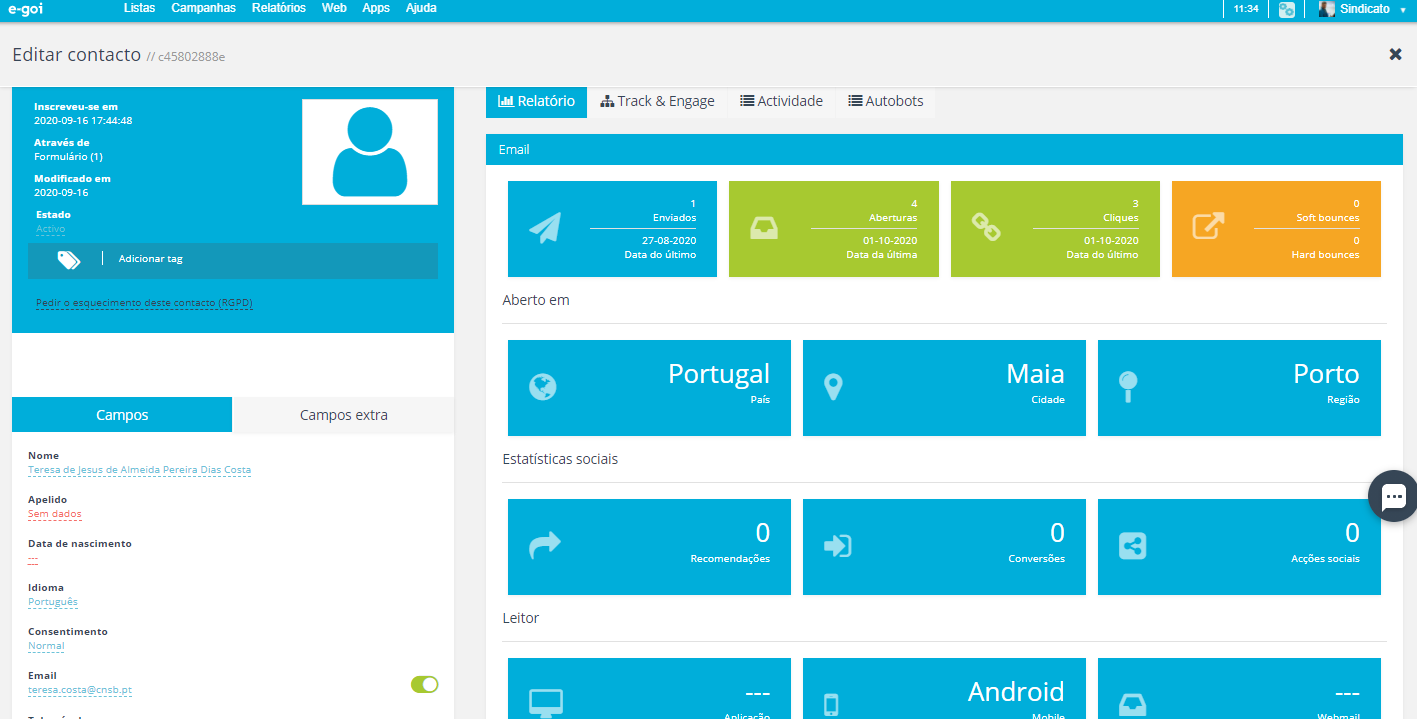 e-goi Listas Campanhas Relatórios Web Apps Ajuda 11:34 Sindicato
Editar contacto // c45802888e
Inscreveu-se em
2020-09-16 17:44:48
Através de
Formulário (1)
Modificado em
2020-09-16
Estado
Activo
Adicionar tag
Pedir o esquecimento deste contacto (RGPD)
Campos Campos extra
Nome
Teresa de Jesus de Almeida Pereira Dias Costa
Apelido
Sem dados
Data de nascimento
---
Idioma
Português
Consentimento
Normal
Email
teresa.costa@cnsb.pt
Relatório Track & Engage Actividade Autobots
Email
1
Enviados
27-08-2020
Data do último
4
Aberturas
01-10-2020
Data da última
3
Cliques
01-10-2020
Data do último
0
Soft bounces
0
Hard bounces
Aberto em
Portugal
País
Maia
Cidade
Porto
Região
Estatísticas sociais
0
Recomendações
0
Conversões
0
Acções sociais
Leitor
---
Aplicação
Android
Mobile
---
Webmail